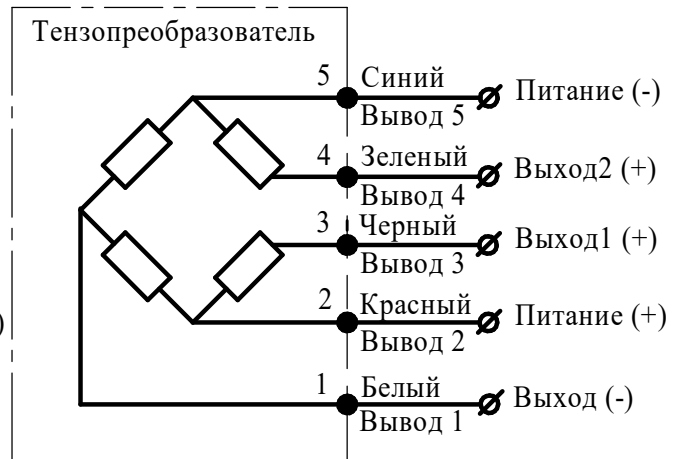 Тензопреобразователь
5 Синий Питание (-)
Вывод 5
4 Зеленый Выход2 (+)
Вывод 4
3 Черный Выход1 (+)
Вывод 3
2 Красный Питание (+)
Вывод 2
)
1 Белый Выход (-)
Вывод 1